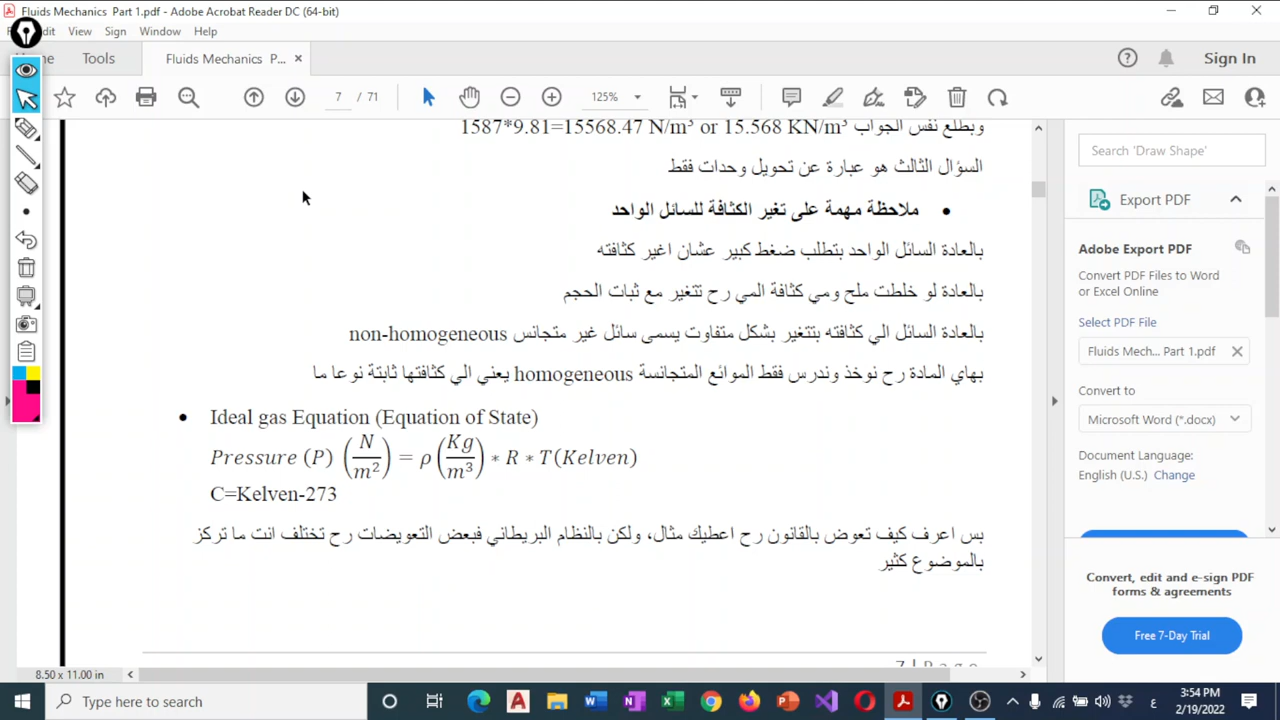 Fluids Mechanics Part 1.pdf - Adobe Acrobat Reader DC (64-bit)
View Sign Window Help
Tools
Fluids Mechanics P... ×
Sign In
7 / 71
125%
وبطلع نفس الجواب 1587*9.81=15568.47 N/m³ or 15.568 KN/m³
السؤال الثالث هو عبارة عن تحويل وحدات فقط
• ملاحظة مهمة على تغير الكثافة للسائل الواحد
بالعادة السائل الواحد بتطلب ضغط كبير عشان اغير كثافته
بالعادة لو خلطت ملح ومي كثافة المي رح تتغير مع ثبات الحجم
بالعادة السائل الي كثافته بتتغير بشكل متفاوت يسمى سائل غير متجانس non-homogeneous
بهاي المادة رح نوخذ وندرس فقط الموائع المتجانسة homogeneous يعني الي كثافتها ثابتة نوعا ما
• Ideal gas Equation (Equation of State)
Pressure (P) (N/m²) = ρ (Kg/m³) * R * T(Kelven)
C=Kelven-273
بس اعرف كيف تعوض بالقانون رح اعطيك مثال، ولكن بالنظام البريطاني فبعض التعويضات رح تختلف انت ما تركز
بالموضوع كثير
8.50 x 11.00 in
Search 'Draw Shape'
Export PDF
Adobe Export PDF
Convert PDF Files to Word
or Excel Online
Select PDF File
Fluids Mech... Part 1.pdf ×
Convert to
Microsoft Word (*.docx)
Document Language:
English (U.S.) Change
Convert, edit and e-sign PDF
forms & agreements
Free 7-Day Trial
Type here to search
ع
3:54 PM
2/19/2022